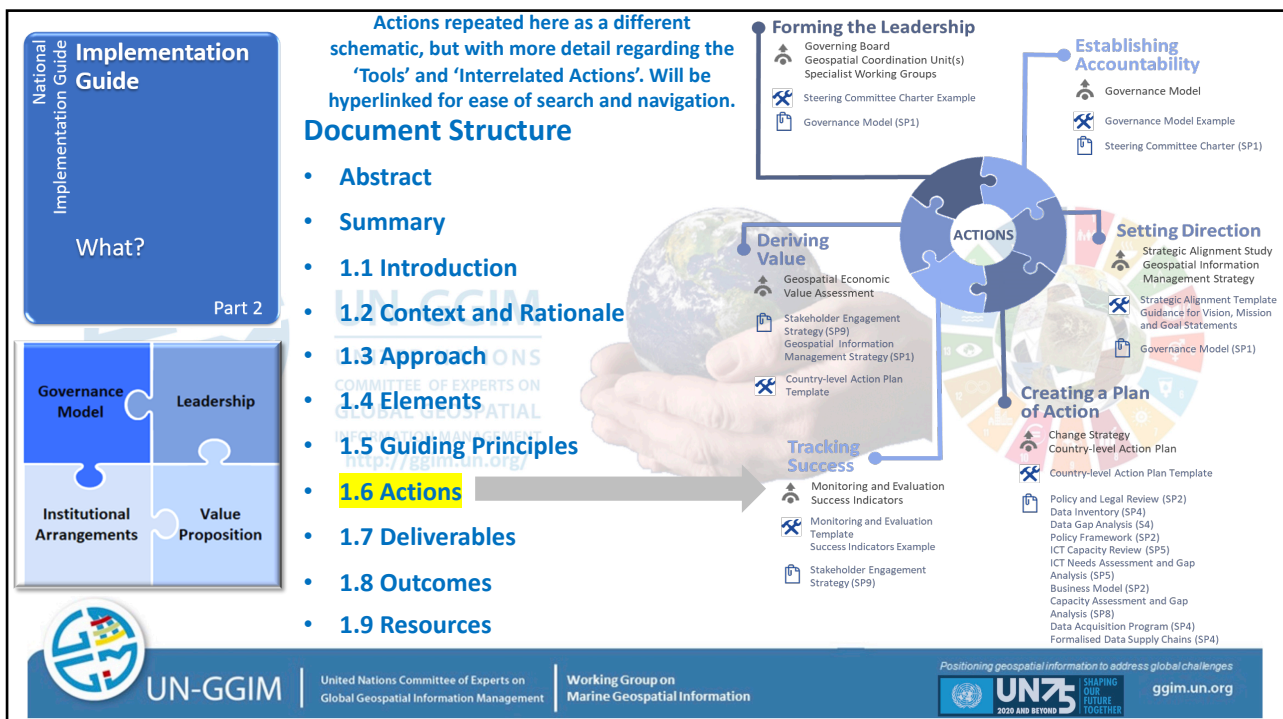 National
Implementation Guide
Implementation
Guide
What?
Part 2
Governance
Model
Leadership
Institutional
Arrangements
Value
Proposition
Actions repeated here as a different
schematic, but with more detail regarding the
‘Tools’ and ‘Interrelated Actions’. Will be
hyperlinked for ease of search and navigation.
Document Structure
• Abstract
• Summary
• 1.1 Introduction
• 1.2 Context and Rationale
• 1.3 Approach
• 1.4 Elements
• 1.5 Guiding Principles
• 1.6 Actions
• 1.7 Deliverables
• 1.8 Outcomes
• 1.9 Resources
UN-GGIM
UNITED NATIONS
COMMITTEE OF EXPERTS ON
GLOBAL GEOSPATIAL
INFORMATION MANAGEMENT
http://ggim.un.org/
Forming the Leadership
Governing Board
Geospatial Coordination Unit(s)
Specialist Working Groups
Steering Committee Charter Example
Governance Model (SP1)
Establishing
Accountability
Governance Model
Governance Model Example
Steering Committee Charter (SP1)
ACTIONS
Setting Direction
Strategic Alignment Study
Geospatial Information
Management Strategy
Strategic Alignment Template
Guidance for Vision, Mission
and Goal Statements
Governance Model (SP1)
Deriving
Value
Geospatial Economic
Value Assessment
Stakeholder Engagement
Strategy (SP9)
Geospatial Information
Management Strategy (SP1)
Country-level Action Plan
Template
Creating a Plan
of Action
Change Strategy
Country-level Action Plan
Country-level Action Plan Template
Policy and Legal Review (SP2)
Data Inventory (SP4)
Data Gap Analysis (S4)
Policy Framework (SP2)
ICT Capacity Review (SP5)
ICT Needs Assessment and Gap
Analysis (SP5)
Business Model (SP2)
Capacity Assessment and Gap
Analysis (SP8)
Data Acquisition Program (SP4)
Formalised Data Supply Chains (SP4)
Tracking
Success
Monitoring and Evaluation
Success Indicators
Monitoring and Evaluation
Template
Success Indicators Example
Stakeholder Engagement
Strategy (SP9)
UN-GGIM
United Nations Committee of Experts on
Global Geospatial Information Management
Working Group on
Marine Geospatial Information
Positioning geospatial information to address global challenges
UN75
2020 AND BEYOND
SHAPING
OUR
FUTURE
TOGETHER
ggim.un.org